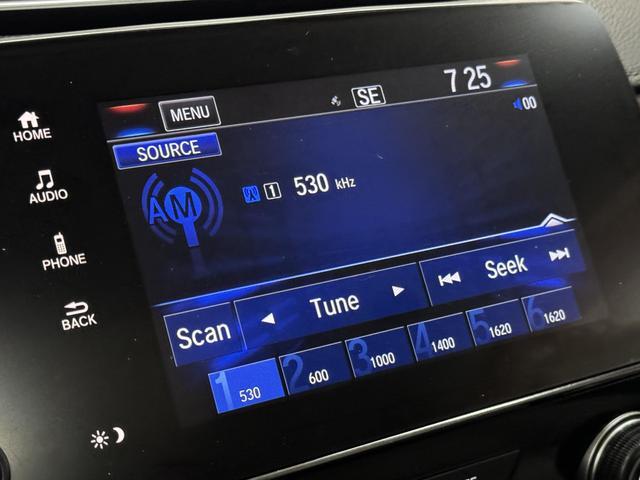 MENU
SE
7 25
00
HOME
SOURCE
AUDIO
AM
1 530 kHz
PHONE
BACK
Scan
Tune
Seek
1 530
2 600
3 1000
4 1400
5 1620
6 1620